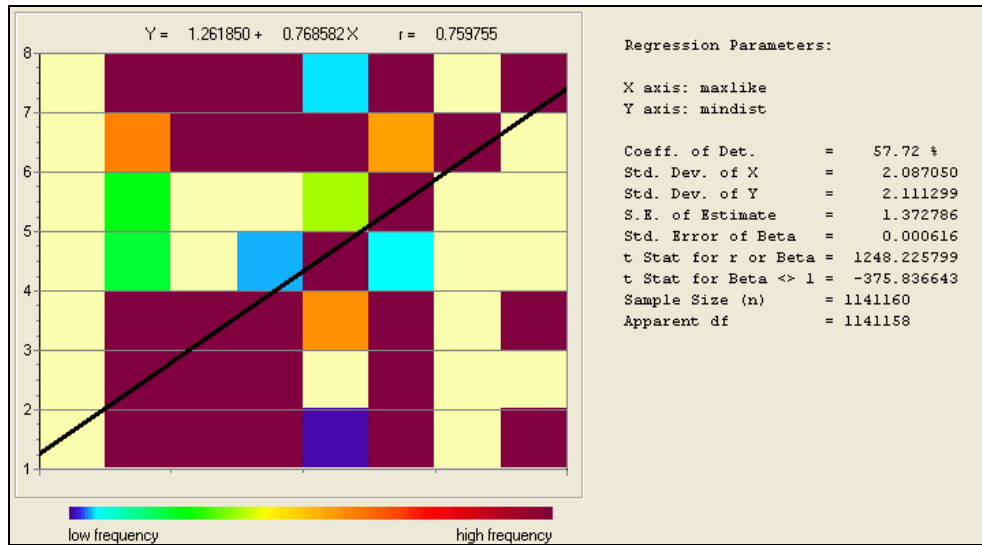 Y = 1.261850 + 0.768582 X r = 0.759755
8
7
6
5
4
3
2
1
low frequency
high frequency
Regression Parameters:
X axis: maxlike
Y axis: mindist
Coeff. of Det. = 57.72 %
Std. Dev. of X = 2.087050
Std. Dev. of Y = 2.111299
S.E. of Estimate = 1.372786
Std. Error of Beta = 0.000616
t Stat for r or Beta = 1248.225799
t Stat for Beta <> 1 = -375.836643
Sample Size (n) = 1141160
Apparent df = 1141158